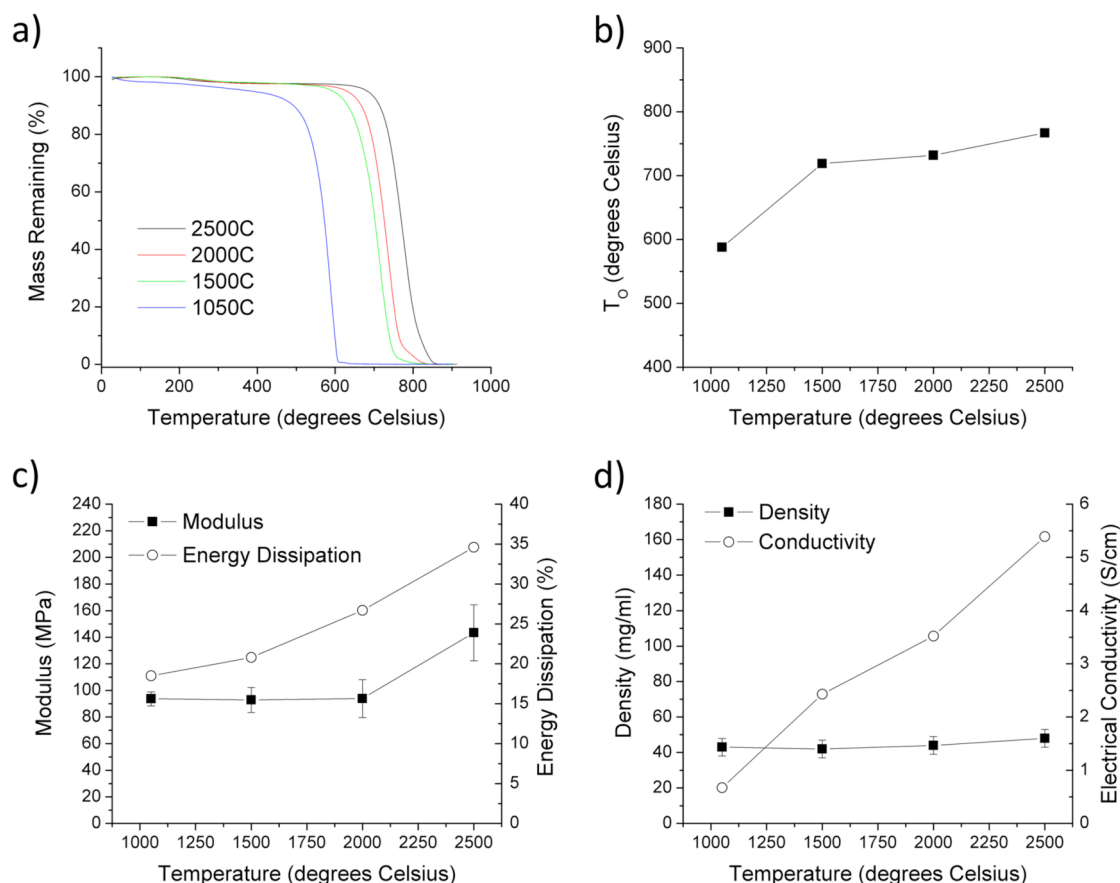 a)
100
80
60
40
20
0
Mass Remaining (%)
2500C
2000C
1500C
1050C
0 200 400 600 800 1000
Temperature (degrees Celsius)
b)
900
800
700
600
500
400
T_O (degrees Celsius)
1000 1250 1500 1750 2000 2250 2500
Temperature (degrees Celsius)
c)
240
220
200
180
160
140
120
100
80
60
40
20
0
Modulus (MPa)
Modulus
Energy Dissipation
40
35
30
25
20
15
10
5
0
Energy Dissipation (%)
1000 1250 1500 1750 2000 2250 2500
Temperature (degrees Celsius)
d)
180
160
140
120
100
80
60
40
20
0
Density (mg/ml)
Density
Conductivity
6
5
4
3
2
1
0
Electrical Conductivity (S/cm)
1000 1250 1500 1750 2000 2250 2500
Temperature (degrees Celsius)